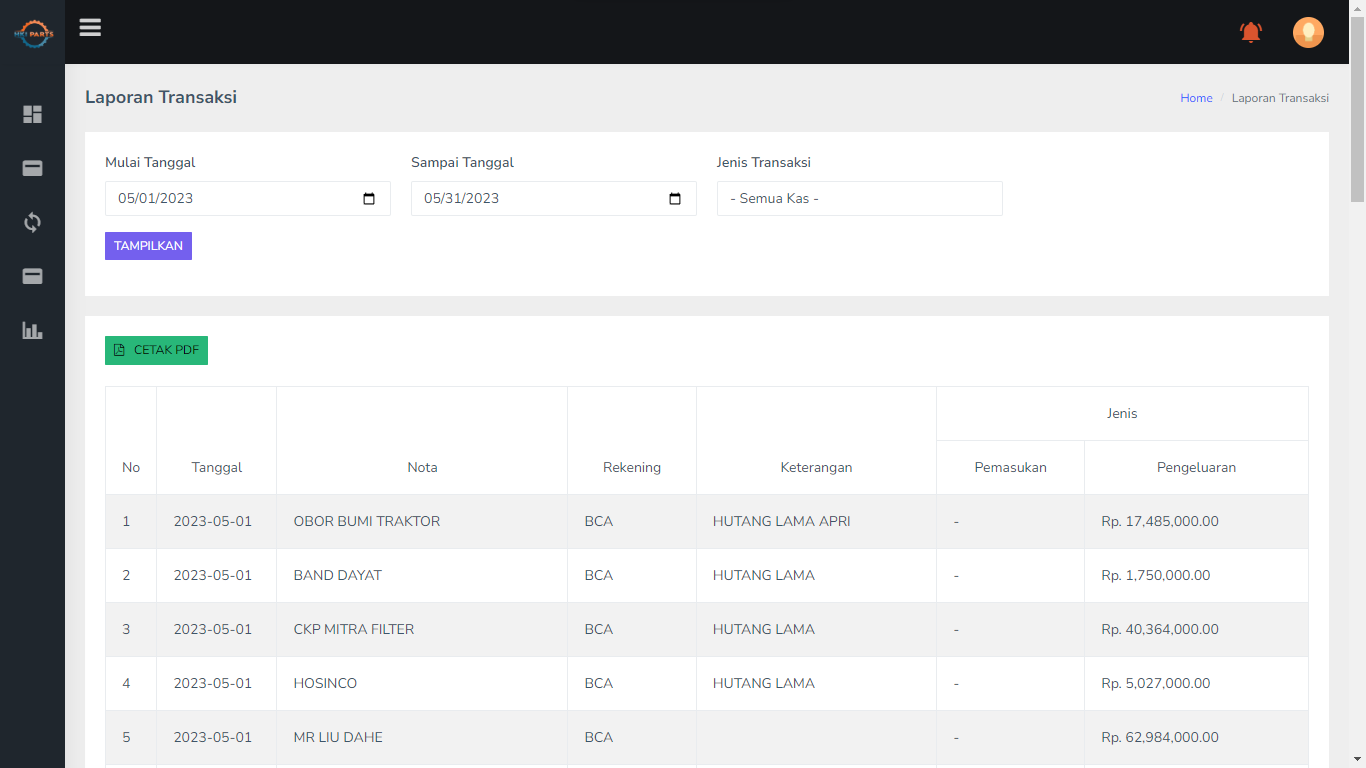 HKI PARTS
Laporan Transaksi
Home / Laporan Transaksi
Mulai Tanggal
Sampai Tanggal
Jenis Transaksi
05/01/2023
05/31/2023
- Semua Kas -
TAMPILKAN
CETAK PDF
Jenis
No Tanggal Nota Rekening Keterangan Pemasukan Pengeluaran
1 2023-05-01 OBOR BUMI TRAKTOR BCA HUTANG LAMA APRI - Rp. 17,485,000.00
2 2023-05-01 BAND DAYAT BCA HUTANG LAMA - Rp. 1,750,000.00
3 2023-05-01 CKP MITRA FILTER BCA HUTANG LAMA - Rp. 40,364,000.00
4 2023-05-01 HOSINCO BCA HUTANG LAMA - Rp. 5,027,000.00
5 2023-05-01 MR LIU DAHE BCA - Rp. 62,984,000.00